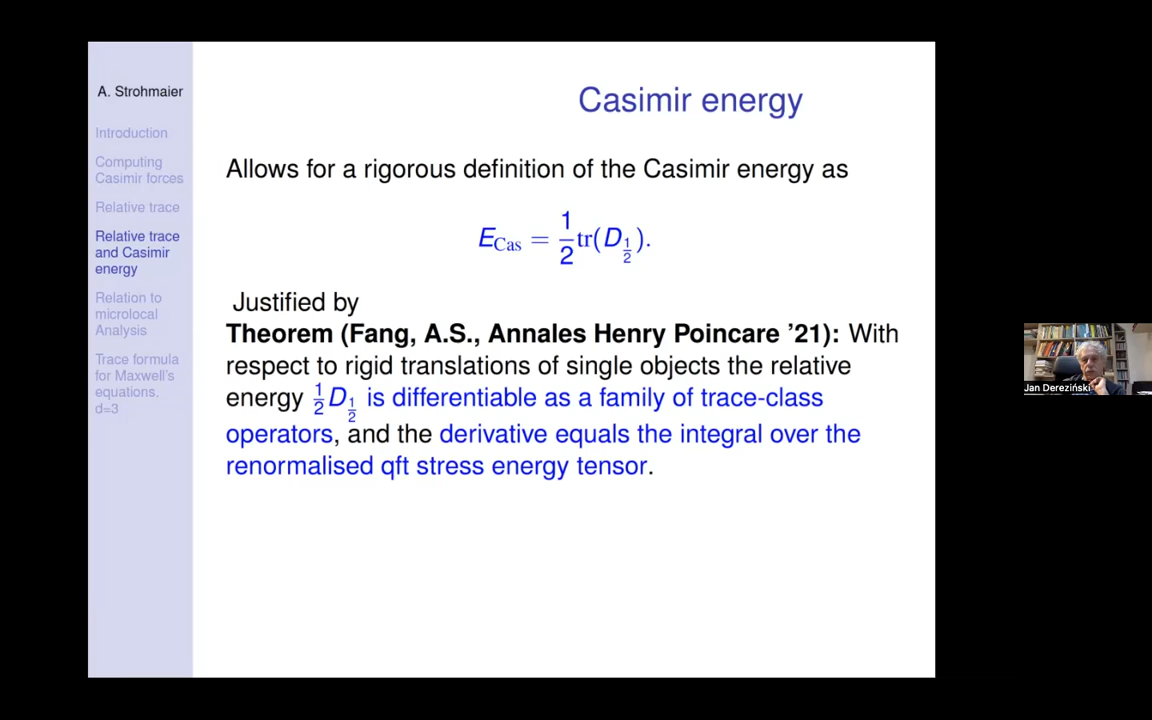 A. Strohmaier
Introduction
Computing
Casimir forces
Relative trace
Relative trace
and Casimir
energy
Relation to
microlocal
Analysis
Trace formula
for Maxwell's
equations.
d=3
Casimir energy
Allows for a rigorous definition of the Casimir energy as
E_Cas = 1/2 tr(D_{1/2}).
Justified by
Theorem (Fang, A.S., Annales Henry Poincare '21): With
respect to rigid translations of single objects the relative
energy 1/2 D_{1/2} is differentiable as a family of trace-class
operators, and the derivative equals the integral over the
renormalised qft stress energy tensor.
Jan Dereziński